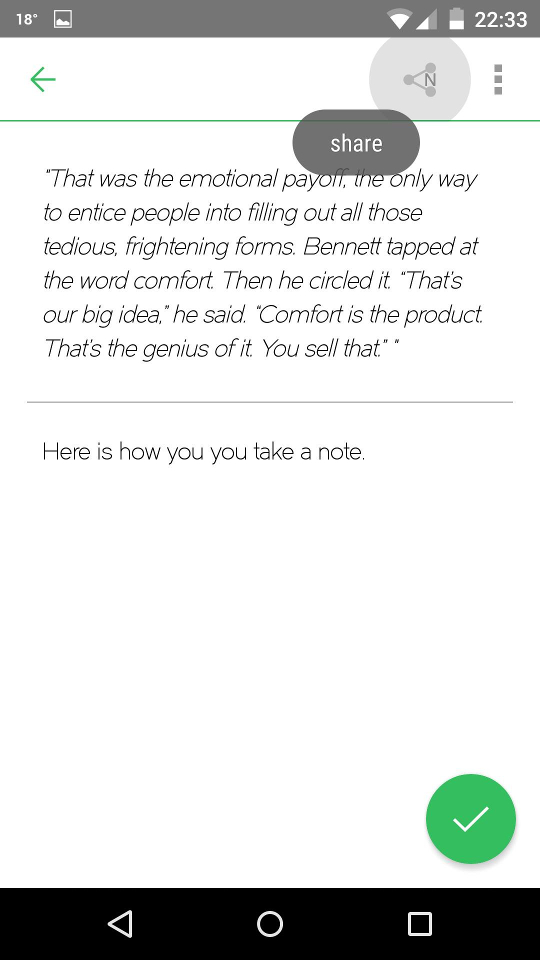 18°
22:33
N
share
"That was the emotional payoff, the only way
to entice people into filling out all those
tedious, frightening forms. Bennett tapped at
the word comfort. Then he circled it. "That's
our big idea," he said. "Comfort is the product.
That's the genius of it. You sell that." "
Here is how you you take a note.